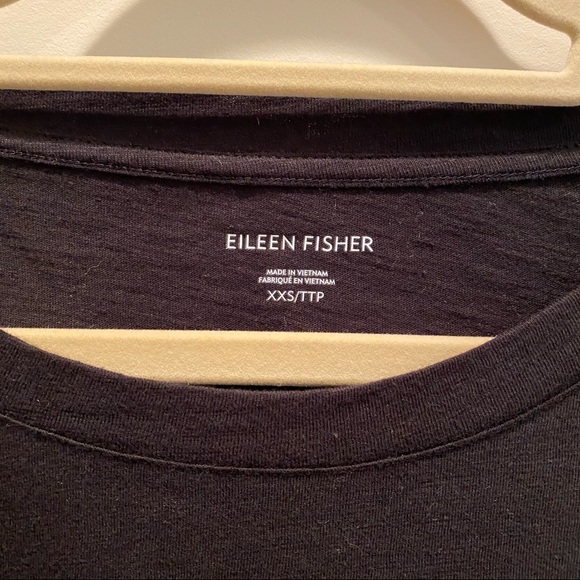 EILEEN FISHER
MADE IN VIETNAM
FABRIQUÉ EN VIETNAM
XXS/TTP